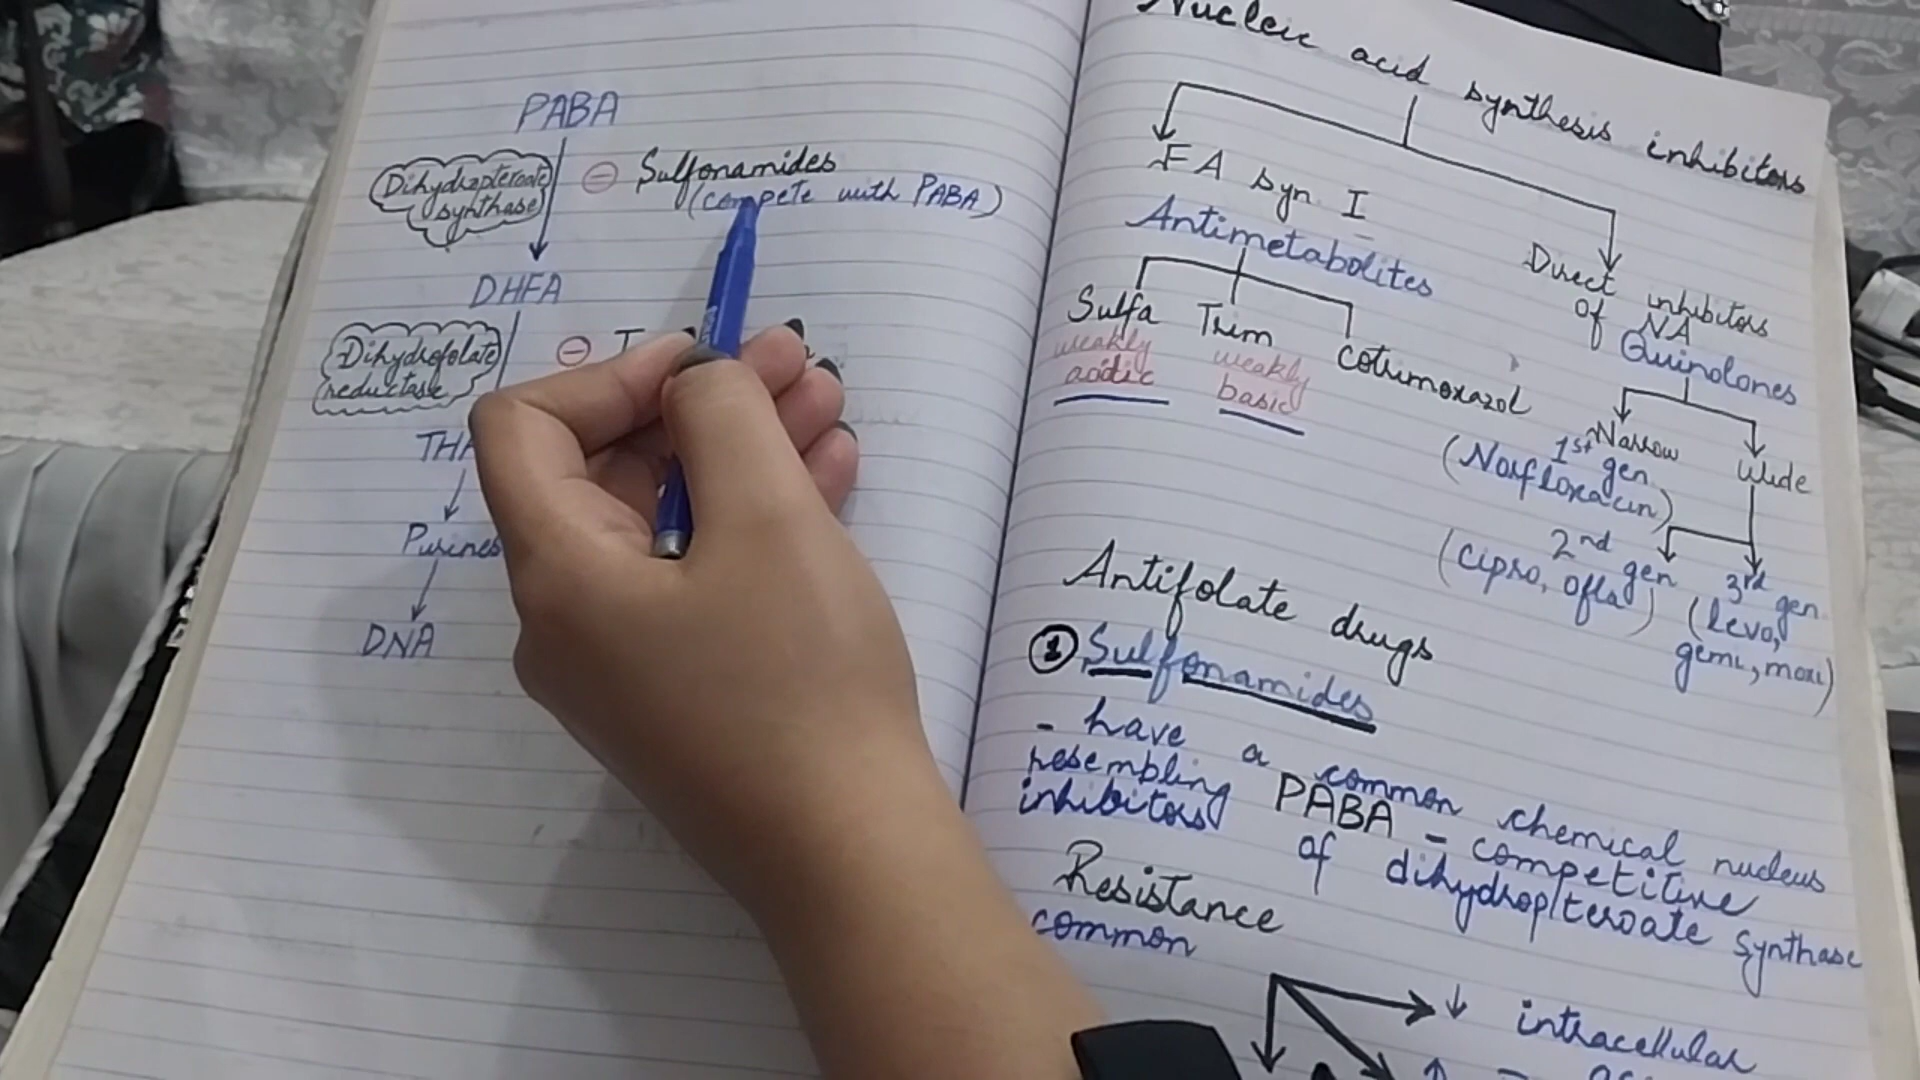 PABA
Dihydropteroate
synthase
⊖ Sulfonamides
(compete with PABA)
DHFA
Dihydrofolate
reductase
⊖
Purines
DNA
Nucleic acid synthesis inhibitors
FA syn. I
Antimetabolites
Sulfa
weakly
acidic
Trim
weakly
basic
Cotrimoxazol
Direct inhibitors
of NA
Quinolones
Narrow
1st gen
(Norfloxacin)
Wide
2nd gen
(Cipro, ofla)
3rd gen
(levo,
gemi, moxi)
Antifolate drugs
① Sulfonamides
- have a common chemical nucleus
resembling PABA - competitive
inhibitors of dihydropteroate synthase
Resistance
common
↓ intracellular
↑